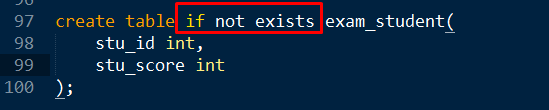 97 create table if not exists exam_student(
98 stu_id int,
99 stu_score int
100 );